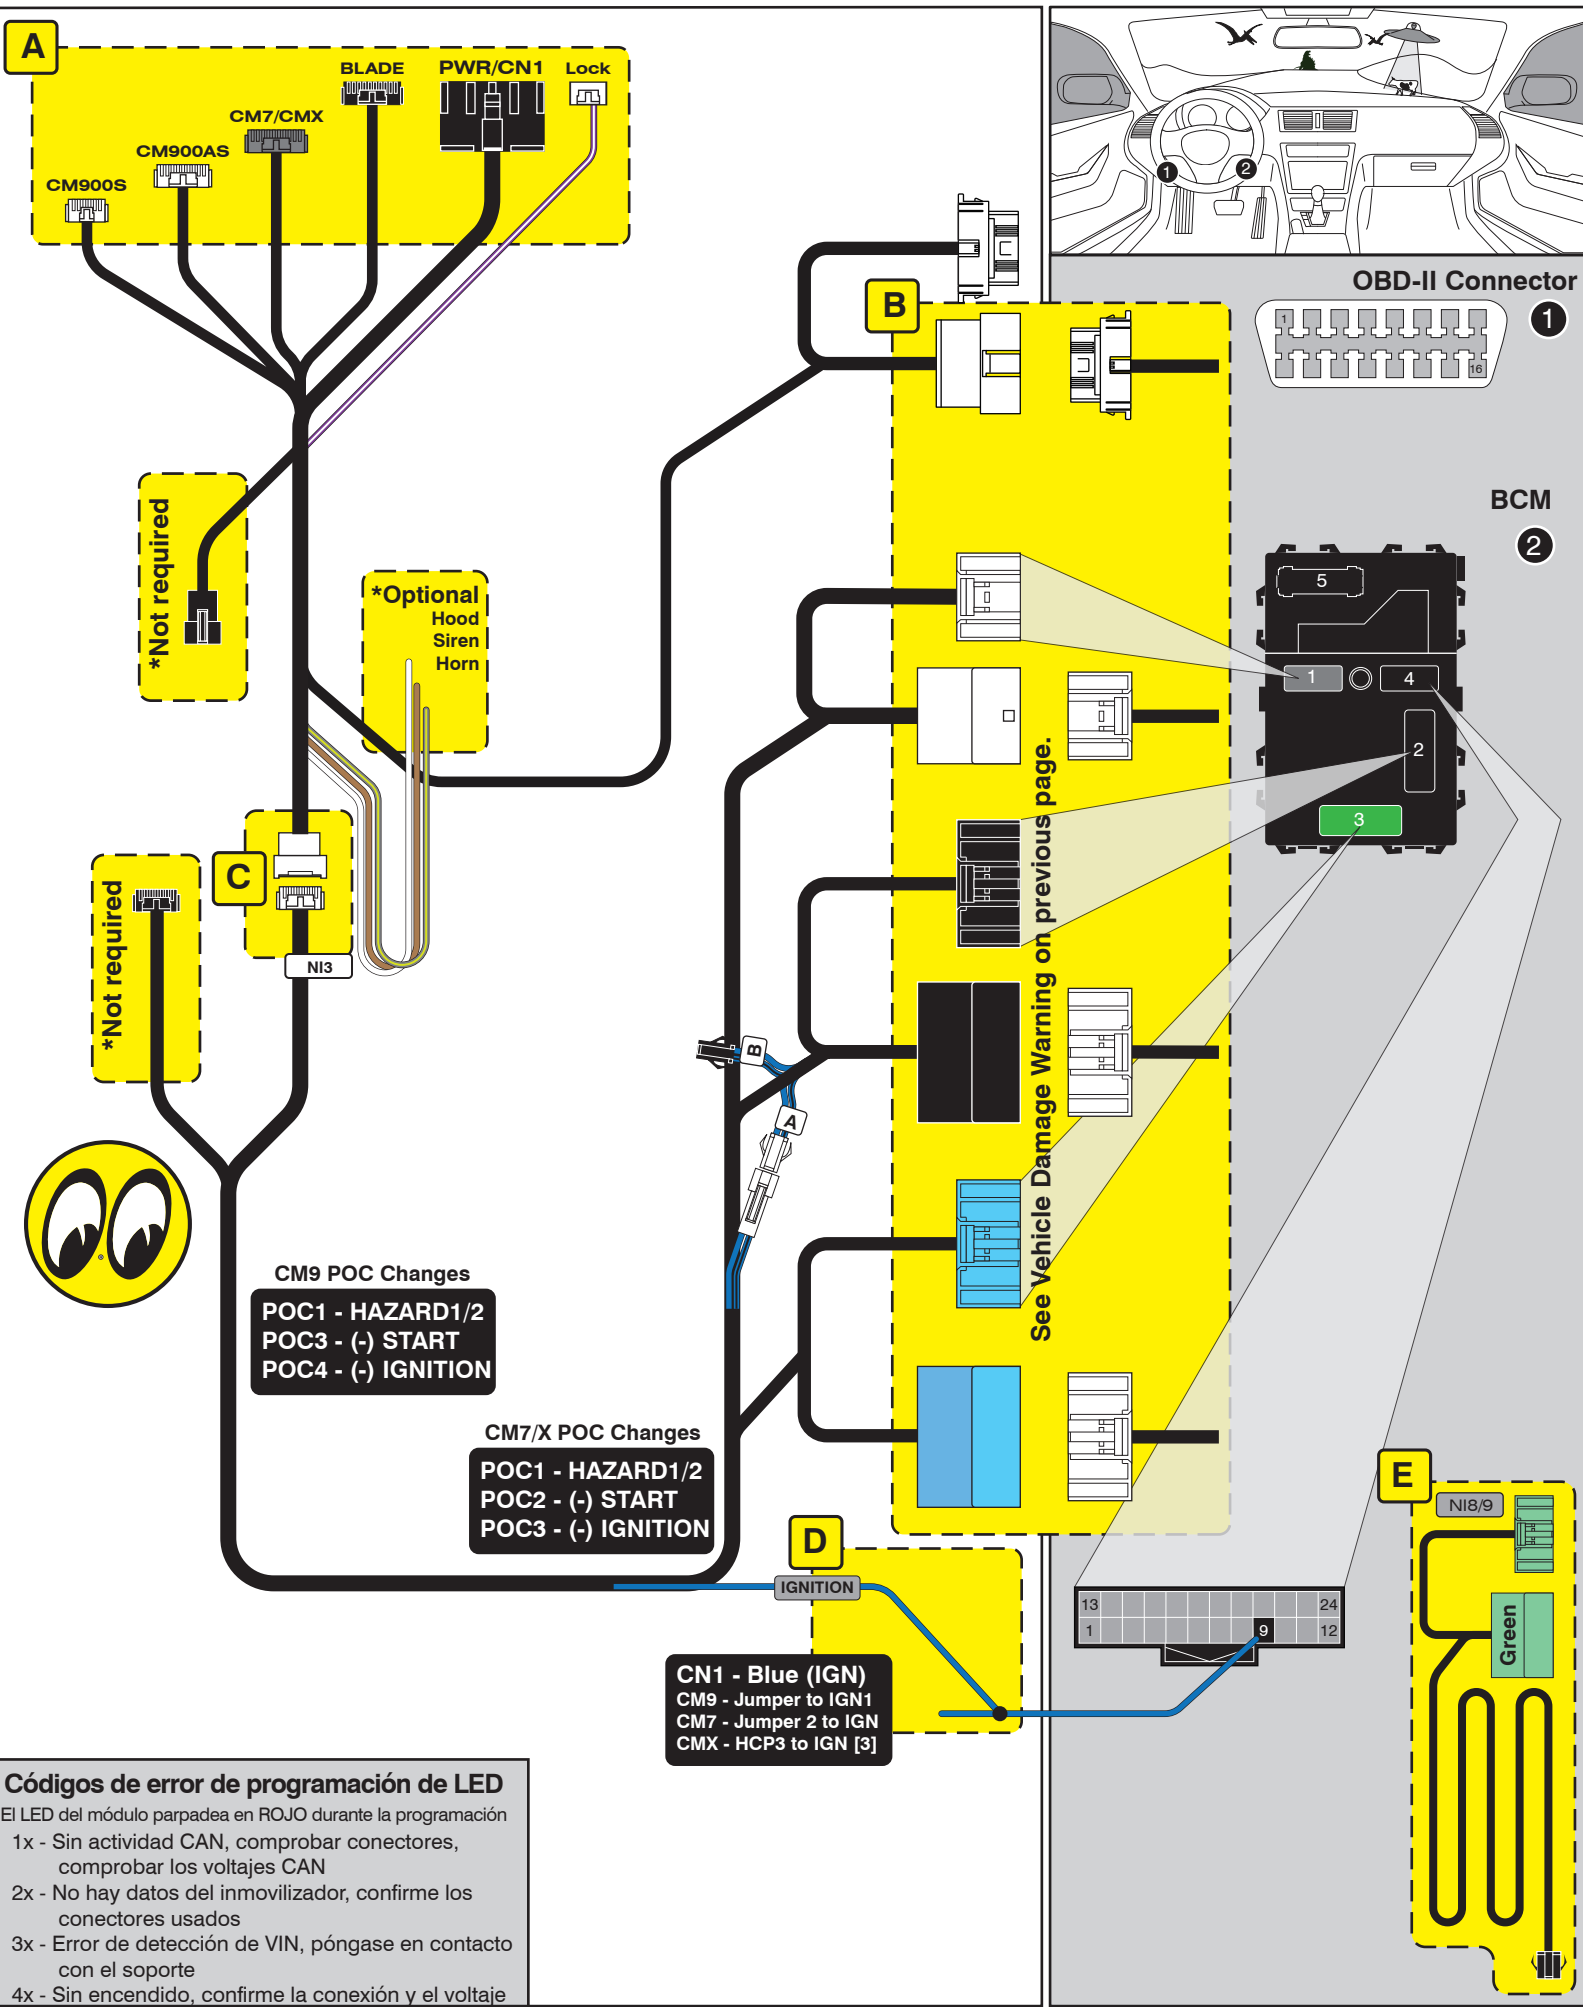 A
BLADE
PWR/CN1
Lock
CM7/CMX
CM900AS
CM900S
1
2
OBD-II Connector
1
1
16
B
BCM
2
5
1
4
2
3
*Not required
*Optional
Hood
Siren
Horn
C
*Not required
NI3
See Vehicle Damage Warning on previous page.
B
A
CM9 POC Changes
POC1 - HAZARD1/2
POC3 - (-) START
POC4 - (-) IGNITION
CM7/X POC Changes
POC1 - HAZARD1/2
POC2 - (-) START
POC3 - (-) IGNITION
D
IGNITION
CN1 - Blue (IGN)
CM9 - Jumper to IGN1
CM7 - Jumper 2 to IGN
CMX - HCP3 to IGN [3]
13
24
1
9
12
E
NI8/9
Green
Códigos de error de programación de LED
El LED del módulo parpadea en ROJO durante la programación
1x - Sin actividad CAN, comprobar conectores,
comprobar los voltajes CAN
2x - No hay datos del inmovilizador, confirme los
conectores usados
3x - Error de detección de VIN, póngase en contacto
con el soporte
4x - Sin encendido, confirme la conexión y el voltaje